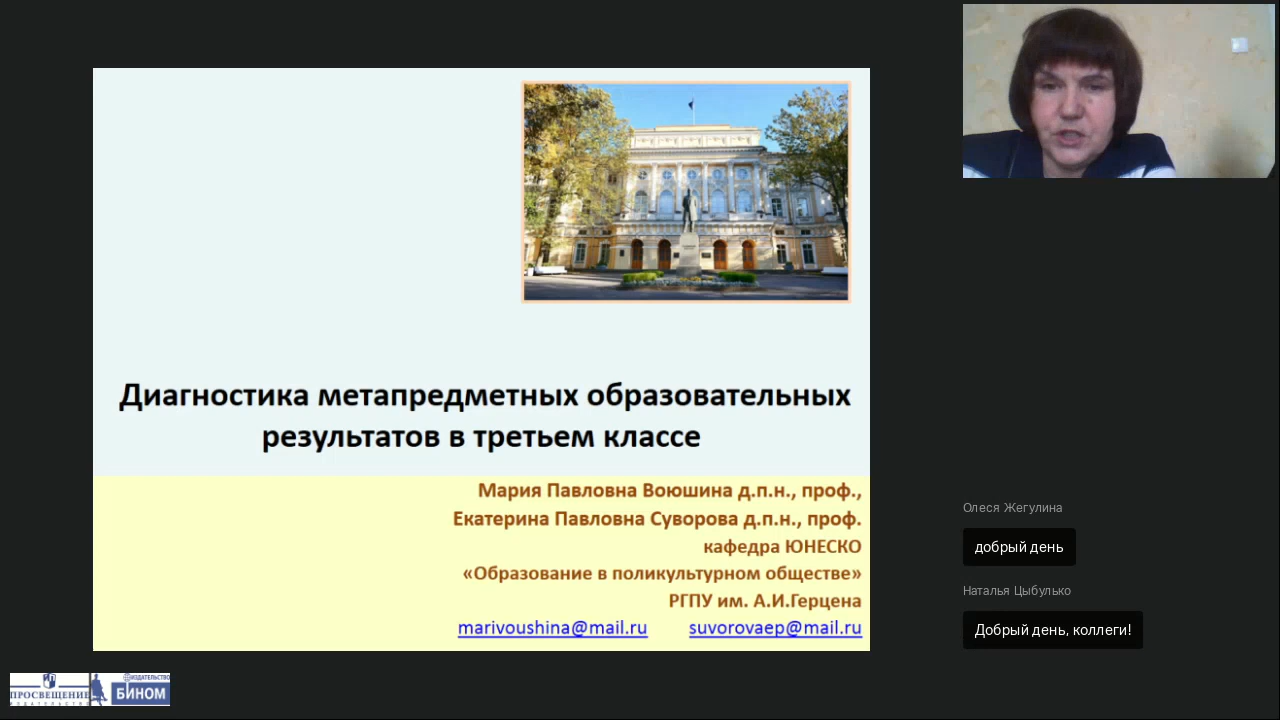 Диагностика метапредметных образовательных
результатов в третьем классе
Мария Павловна Воюшина д.п.н., проф.,
Екатерина Павловна Суворова д.п.н., проф.
кафедра ЮНЕСКО
«Образование в поликультурном обществе»
РГПУ им. А.И.Герцена
marivoushina@mail.ru suvorovaep@mail.ru
Олеся Жегулина
добрый день
Наталья Цыбулько
Добрый день, коллеги!
ПРОСВЕЩЕНИЕ
ИЗДАТЕЛЬСТВО
ИЗДАТЕЛЬСТВО
БИНОМ